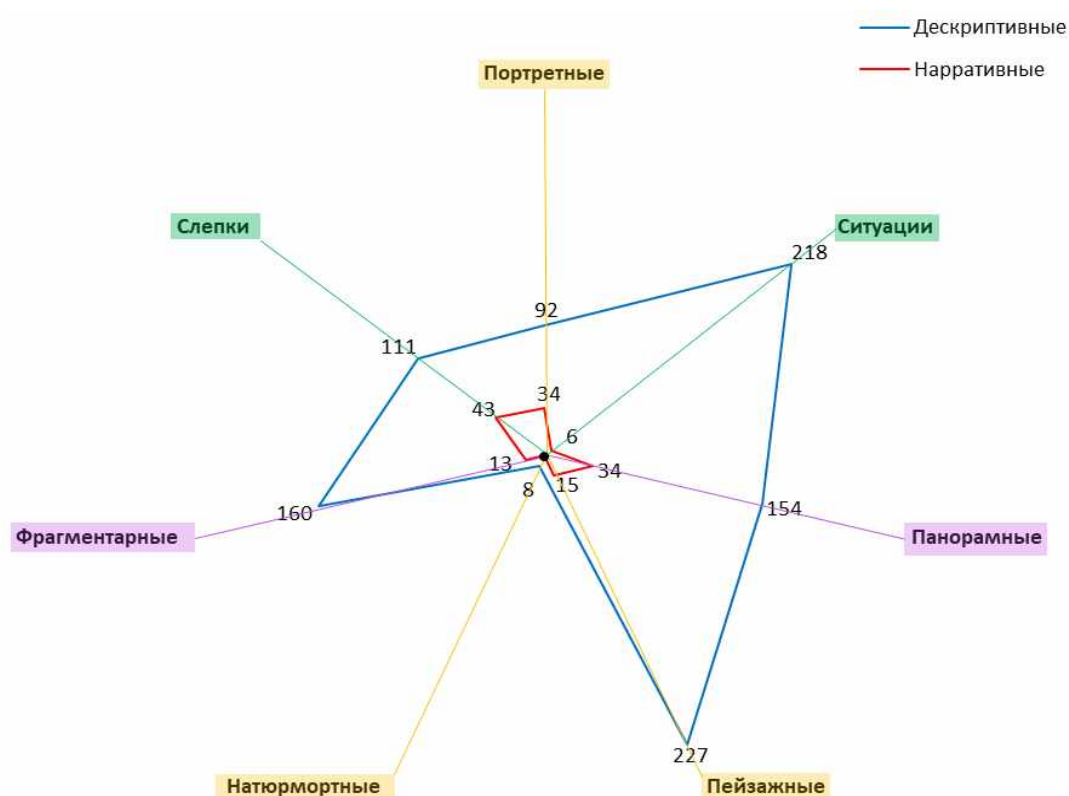 Дескриптивные
Нарративные
Портретные
Слепки
Ситуации
218
92
111
34
43
6
13
34
8
15
160
154
Фрагментарные
Панорамные
227
Натюрмортные
Пейзажные